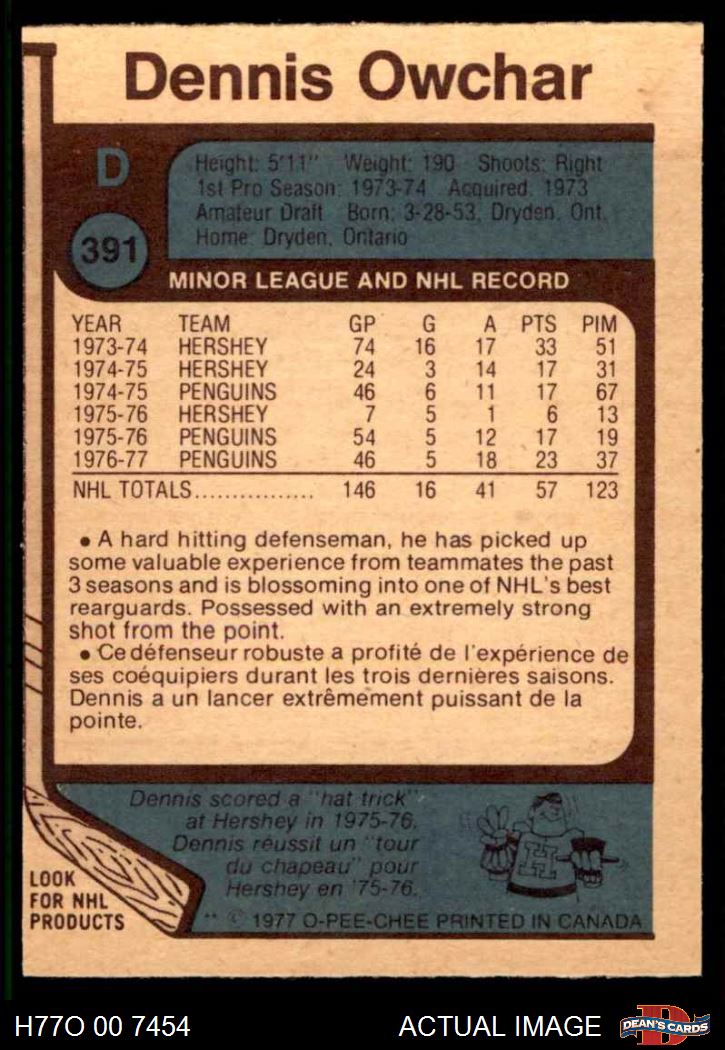 Dennis Owchar
D
391
Height: 5'11" Weight: 190 Shoots: Right
1st Pro Season: 1973-74 Acquired: 1973
Amateur Draft Born: 3-28-53, Dryden, Ont.
Home: Dryden, Ontario
MINOR LEAGUE AND NHL RECORD
YEAR TEAM GP G A PTS PIM
1973-74 HERSHEY 74 16 17 33 51
1974-75 HERSHEY 24 3 14 17 31
1974-75 PENGUINS 46 6 11 17 67
1975-76 HERSHEY 7 5 1 6 13
1975-76 PENGUINS 54 5 12 17 19
1976-77 PENGUINS 46 5 18 23 37
NHL TOTALS................ 146 16 41 57 123
• A hard hitting defenseman, he has picked up
some valuable experience from teammates the past
3 seasons and is blossoming into one of NHL's best
rearguards. Possessed with an extremely strong
shot from the point.
• Ce défenseur robuste a profité de l'expérience de
ses coéquipiers durant les trois dernières saisons.
Dennis a un lancer extrêmement puissant de la
pointe.
Dennis scored a "hat trick"
at Hershey in 1975-76.
Dennis réussit un "tour
du chapeau" pour
Hershey en '75-76.
H
LOOK
FOR NHL
PRODUCTS
** © 1977 O-PEE-CHEE PRINTED IN CANADA
H77O 00 7454 ACTUAL IMAGE
D
DEAN'S CARDS